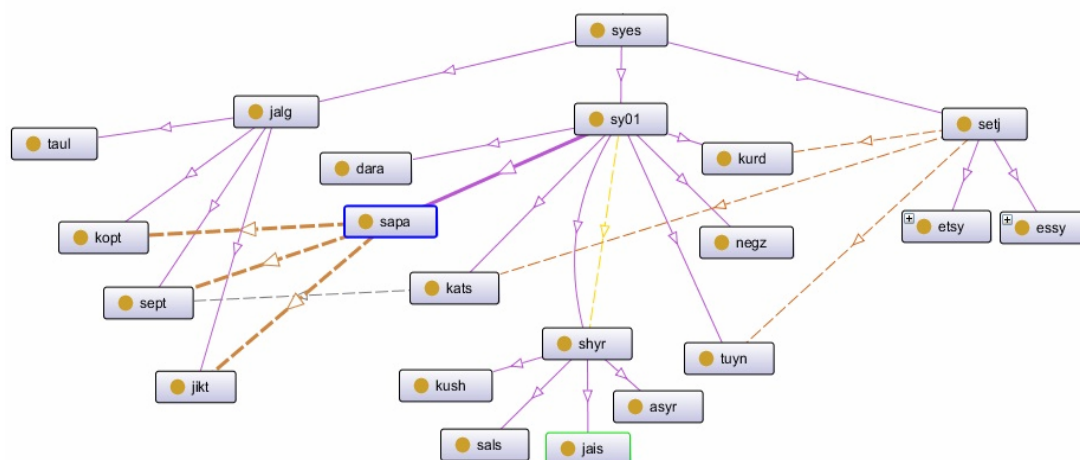 syes
jalg
sy01
setj
taul
dara
kurd
sapa
kopt
negz
etsy
essy
kats
sept
shyr
tuyn
jikt
kush
asyr
sals
jais